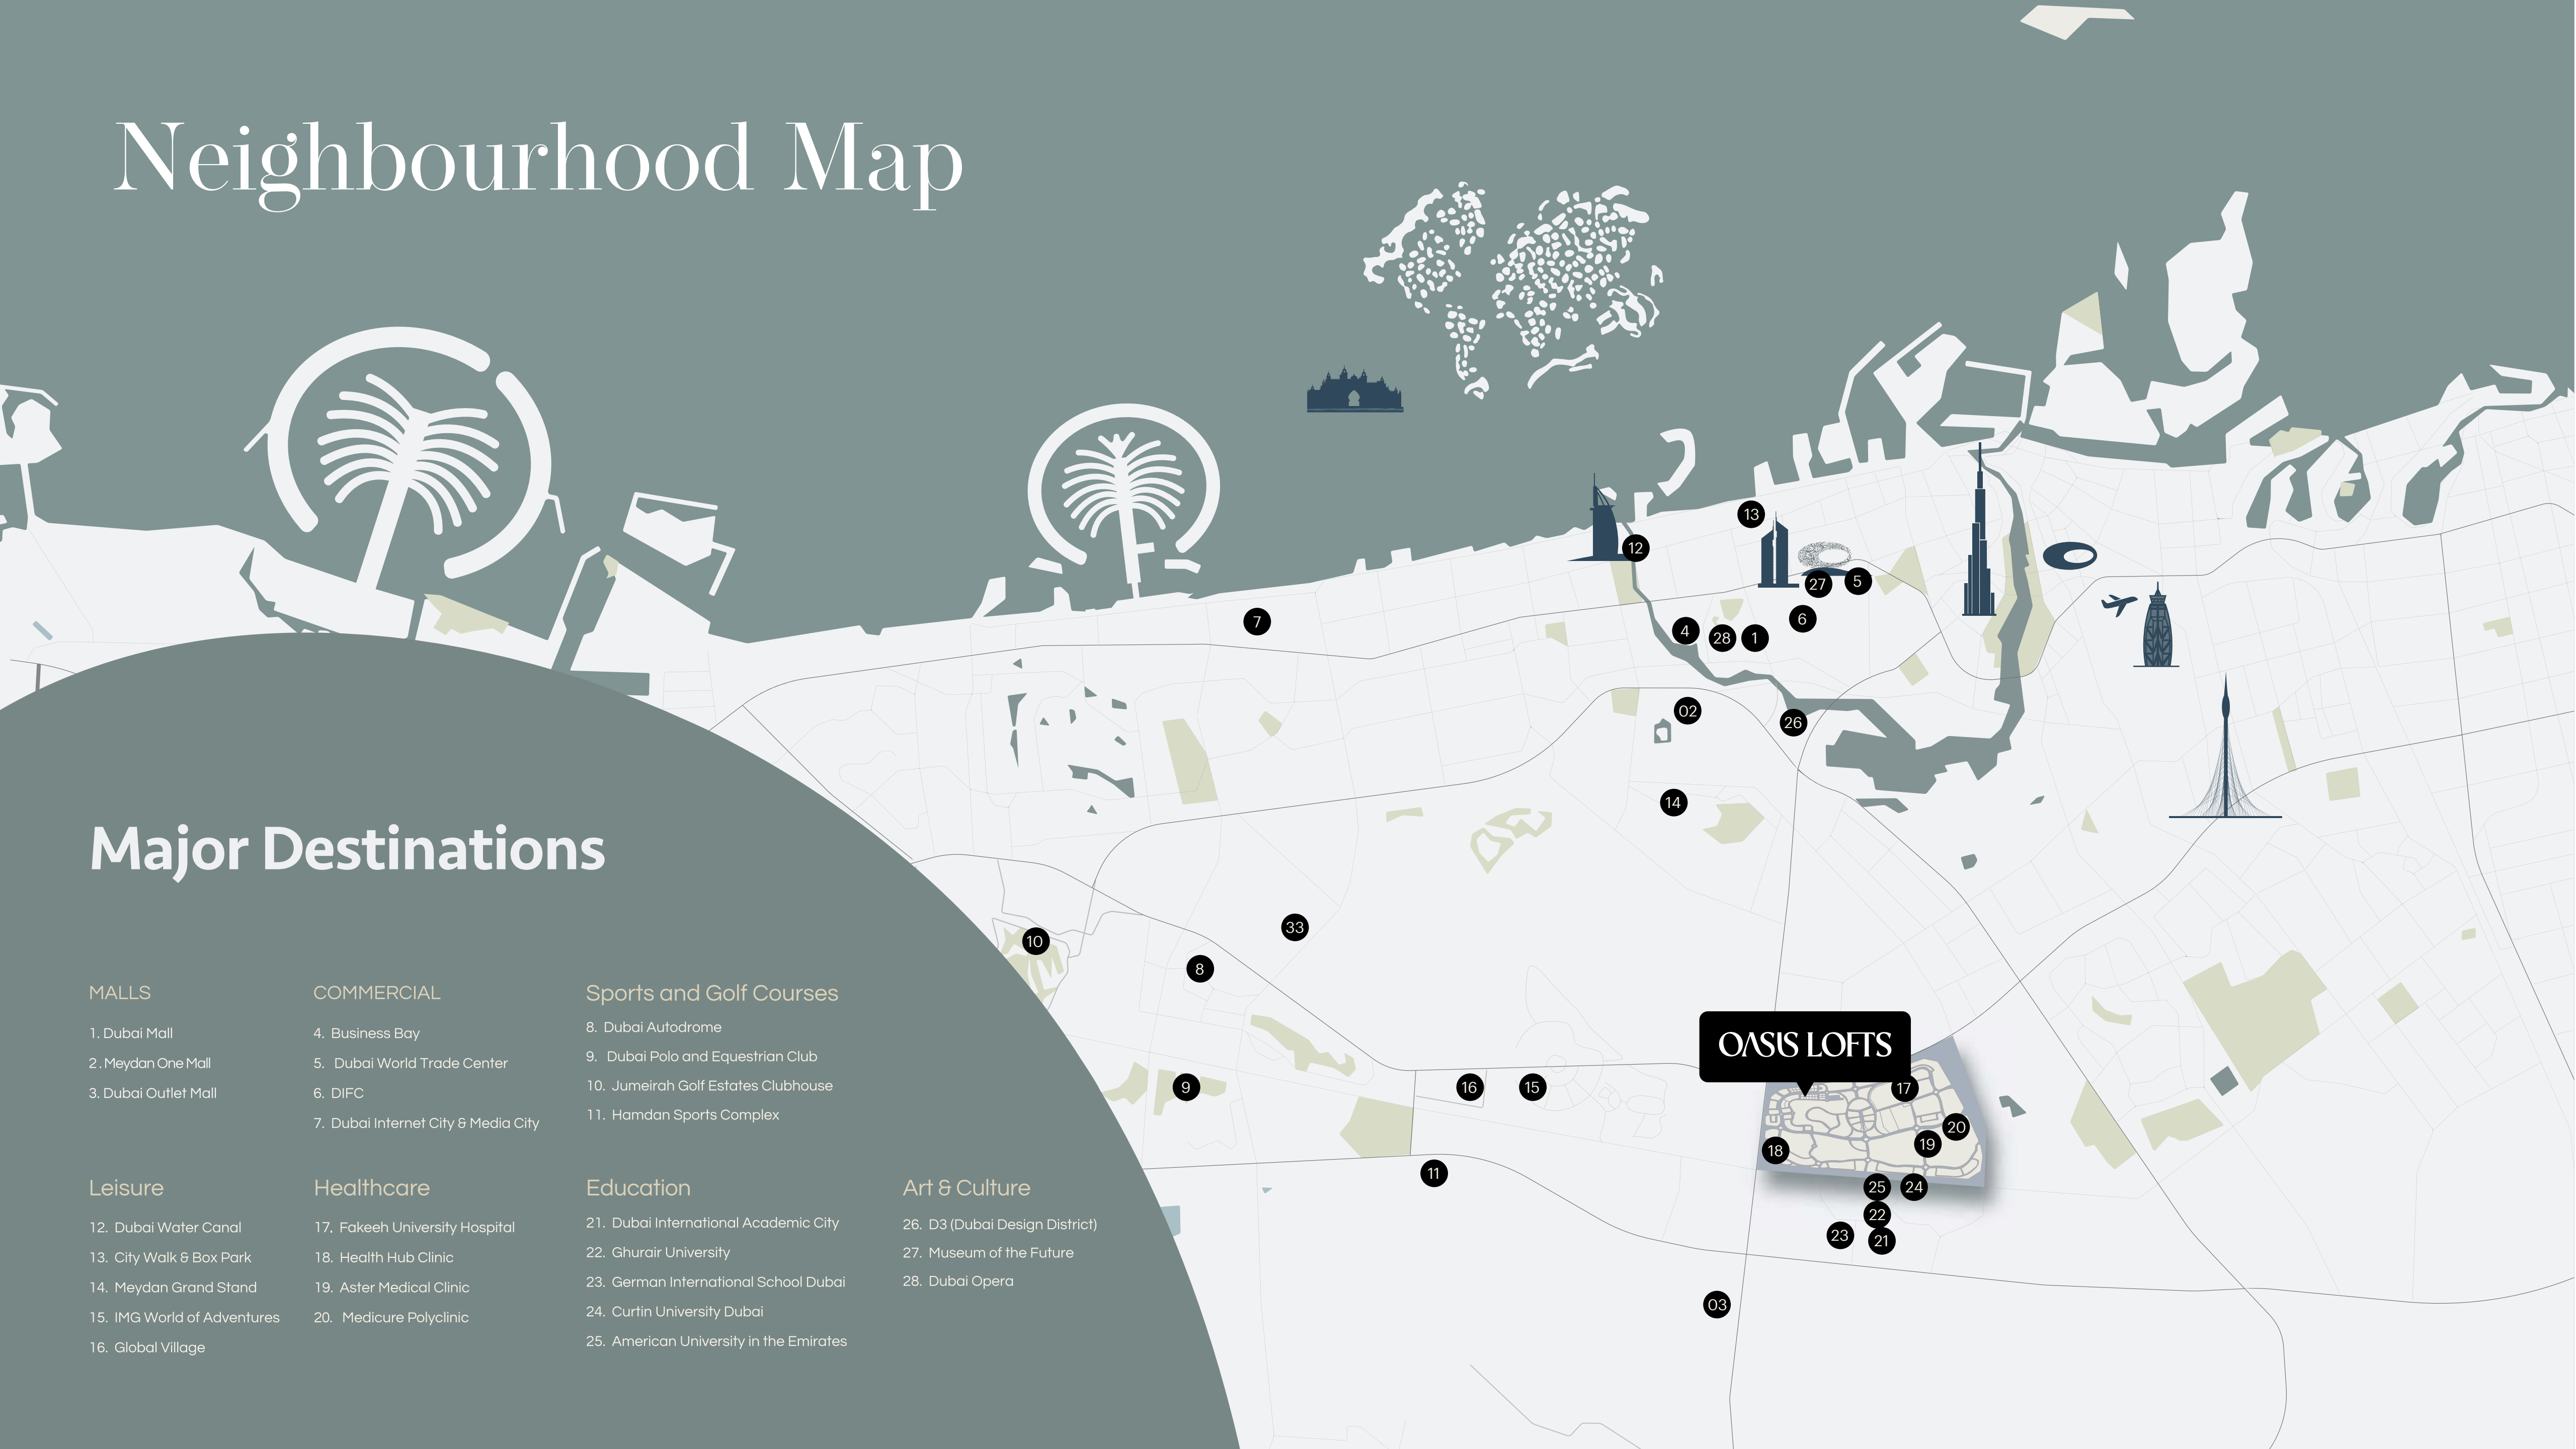 Neighbourhood Map
13
12
27
5
6
7
4
28
1
02
26
14
33
10
8
OASIS LOFTS
9
16
15
17
20
19
18
11
25
24
22
23
21
03
Major Destinations
MALLS
1. Dubai Mall
2. Meydan One Mall
3. Dubai Outlet Mall
COMMERCIAL
4. Business Bay
5. Dubai World Trade Center
6. DIFC
7. Dubai Internet City & Media City
Sports and Golf Courses
8. Dubai Autodrome
9. Dubai Polo and Equestrian Club
10. Jumeirah Golf Estates Clubhouse
11. Hamdan Sports Complex
Leisure
12. Dubai Water Canal
13. City Walk & Box Park
14. Meydan Grand Stand
15. IMG World of Adventures
16. Global Village
Healthcare
17. Fakeeh University Hospital
18. Health Hub Clinic
19. Aster Medical Clinic
20. Medicure Polyclinic
Education
21. Dubai International Academic City
22. Ghurair University
23. German International School Dubai
24. Curtin University Dubai
25. American University in the Emirates
Art & Culture
26. D3 (Dubai Design District)
27. Museum of the Future
28. Dubai Opera